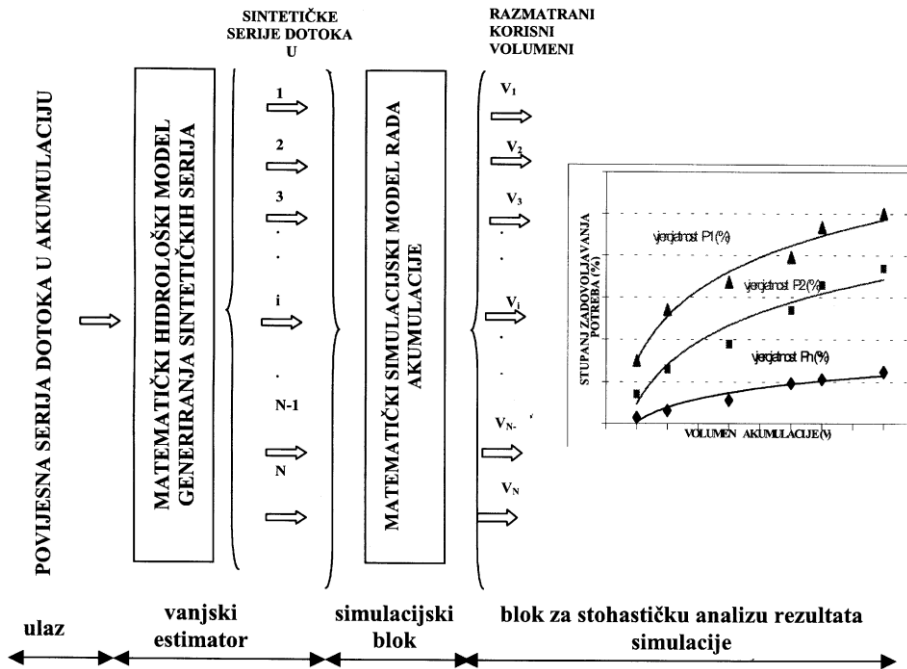 SINTETIČKE
SERIJE DOTOKA
U
RAZMATRANI
KORISNI
VOLUMENI
POVIJESNA SERIJA DOTOKA U AKUMULACIJU
MATEMATIČKI HIDROLOŠKI MODEL
GENERIRANJA SINTETIČKIH SERIJA
1
2
3
i
N-1
N
MATEMATIČKI SIMULACIJSKI MODEL RADA
AKUMULACIJE
V1
V2
V3
Vi
VN-
VN
STUPANJ ZADOVOLJAVANJA
POTREBA (%)
vjerojatnost P1(%)
vjerojatnost P2(%)
vjerojatnost Pn(%)
VOLUMEN AKUMULACIJE (V)
ulaz
vanjski
estimator
simulacijski
blok
blok za stohastičku analizu rezultata
simulacije